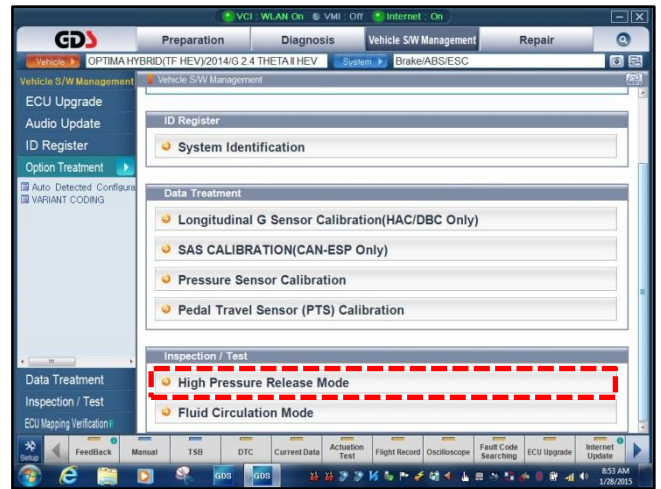 VCI : WLAN On VMI : Off Internet : On
GDS Preparation Diagnosis Vehicle S/W Management Repair
Vehicle OPTIMA HYBRID(TF HEV)/2014/G 2.4 THETA II HEV System Brake/ABS/ESC
Vehicle S/W Management
Vehicle S/W Management
ECU Upgrade
Audio Update
ID Register
Option Treatment
Auto Detected Configura
VARIANT CODING
ID Register
System Identification
Data Treatment
Longitudinal G Sensor Calibration(HAC/DBC Only)
SAS CALIBRATION(CAN-ESP Only)
Pressure Sensor Calibration
Pedal Travel Sensor (PTS) Calibration
Inspection / Test
High Pressure Release Mode
Fluid Circulation Mode
Data Treatment
Inspection / Test
ECU Mapping Verification
Setup FeedBack Manual TSB DTC Current Data Actuation Test Flight Record Oscilloscope Fault Code Searching ECU Upgrade Internet Update
GDS GDS
8:53 AM
1/28/2015